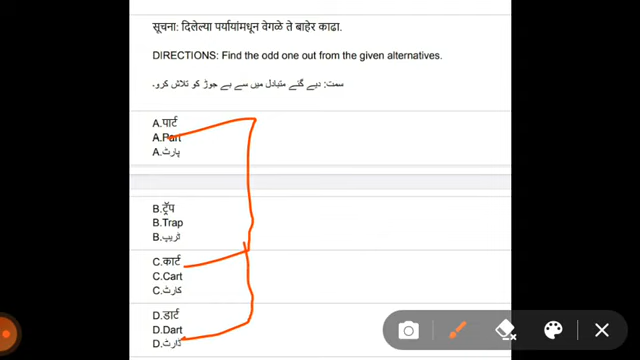 सूचना: दिलेल्या पर्यायांमधून वेगळे ते बाहेर काढा.
DIRECTIONS: Find the odd one out from the given alternatives.
سمت: دیے گئے متبادل میں سے بے جوڑ کو تلاش کرو۔
A.पार्ट
A.Part
A.پارٹ
B.ट्रॅप
B.Trap
B.ٹریپ
C.कार्ट
C.Cart
C.کارٹ
D.डार्ट
D.Dart
D.ڈارٹ